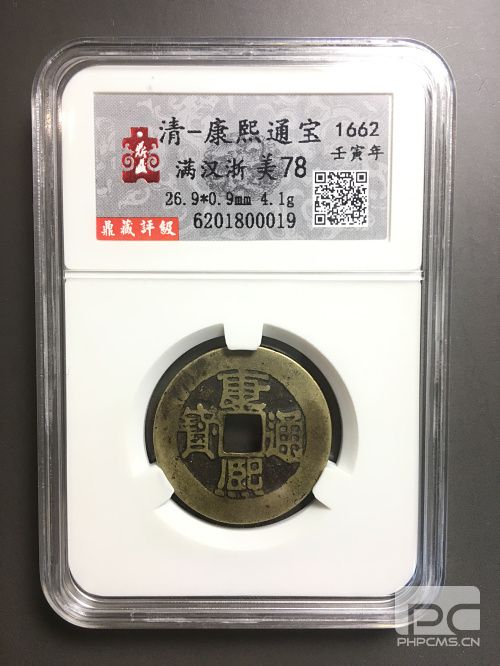 清-康熙通宝 1662
满汉浙 美78 壬寅年
26.9*0.9mm 4.1g
6201800019
鼎藏評級
康熙通寳
PC
PHPCMS.CN